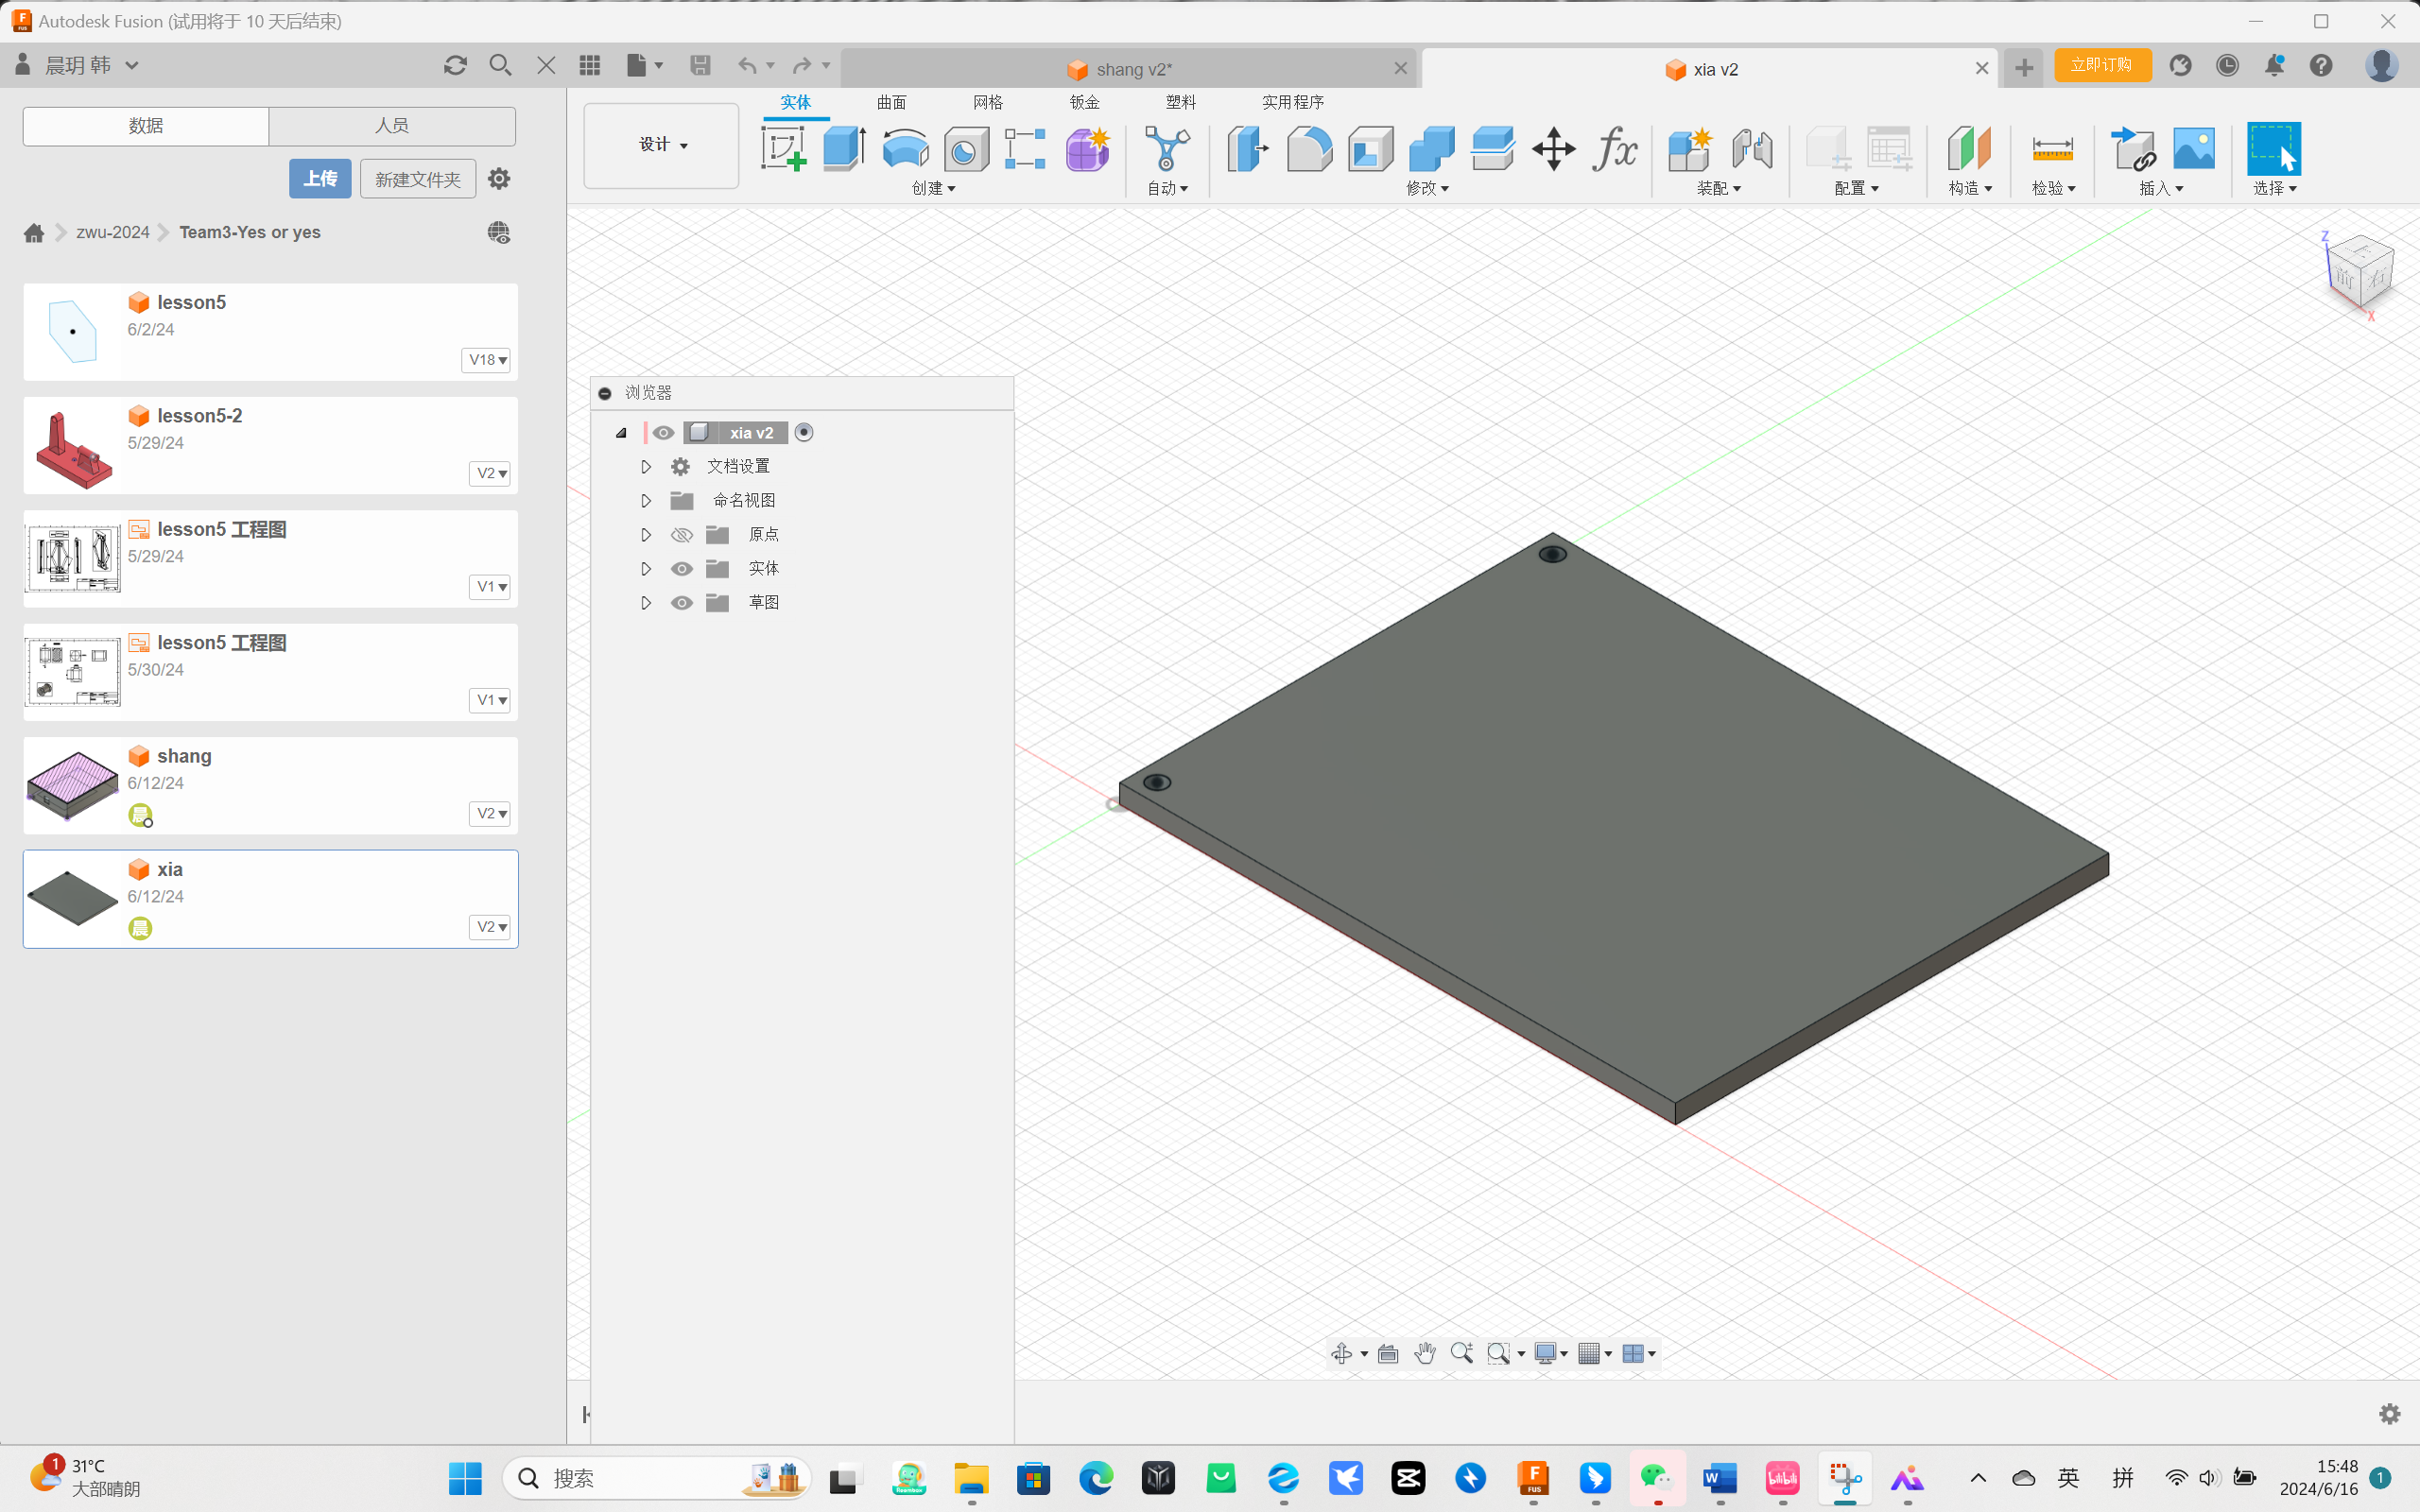 Autodesk Fusion (试用将于 10 天后结束)
晨玥 韩
shang v2*
xia v2
立即订购
数据
人员
上传
新建文件夹
zwu-2024
Team3-Yes or yes
lesson5
6/2/24
V18
lesson5-2
5/29/24
V2
lesson5 工程图
5/29/24
V1
lesson5 工程图
5/30/24
V1
shang
6/12/24
晨
V2
xia
6/12/24
晨
V2
设计
实体
曲面
网格
钣金
塑料
实用程序
创建
自动
修改
装配
配置
构造
检验
插入
选择
fx
浏览器
xia v2
文档设置
命名视图
原点
实体
草图
Z
前
右
X
1
31°C
大部晴朗
搜索
英
拼
15:48
2024/6/16
1